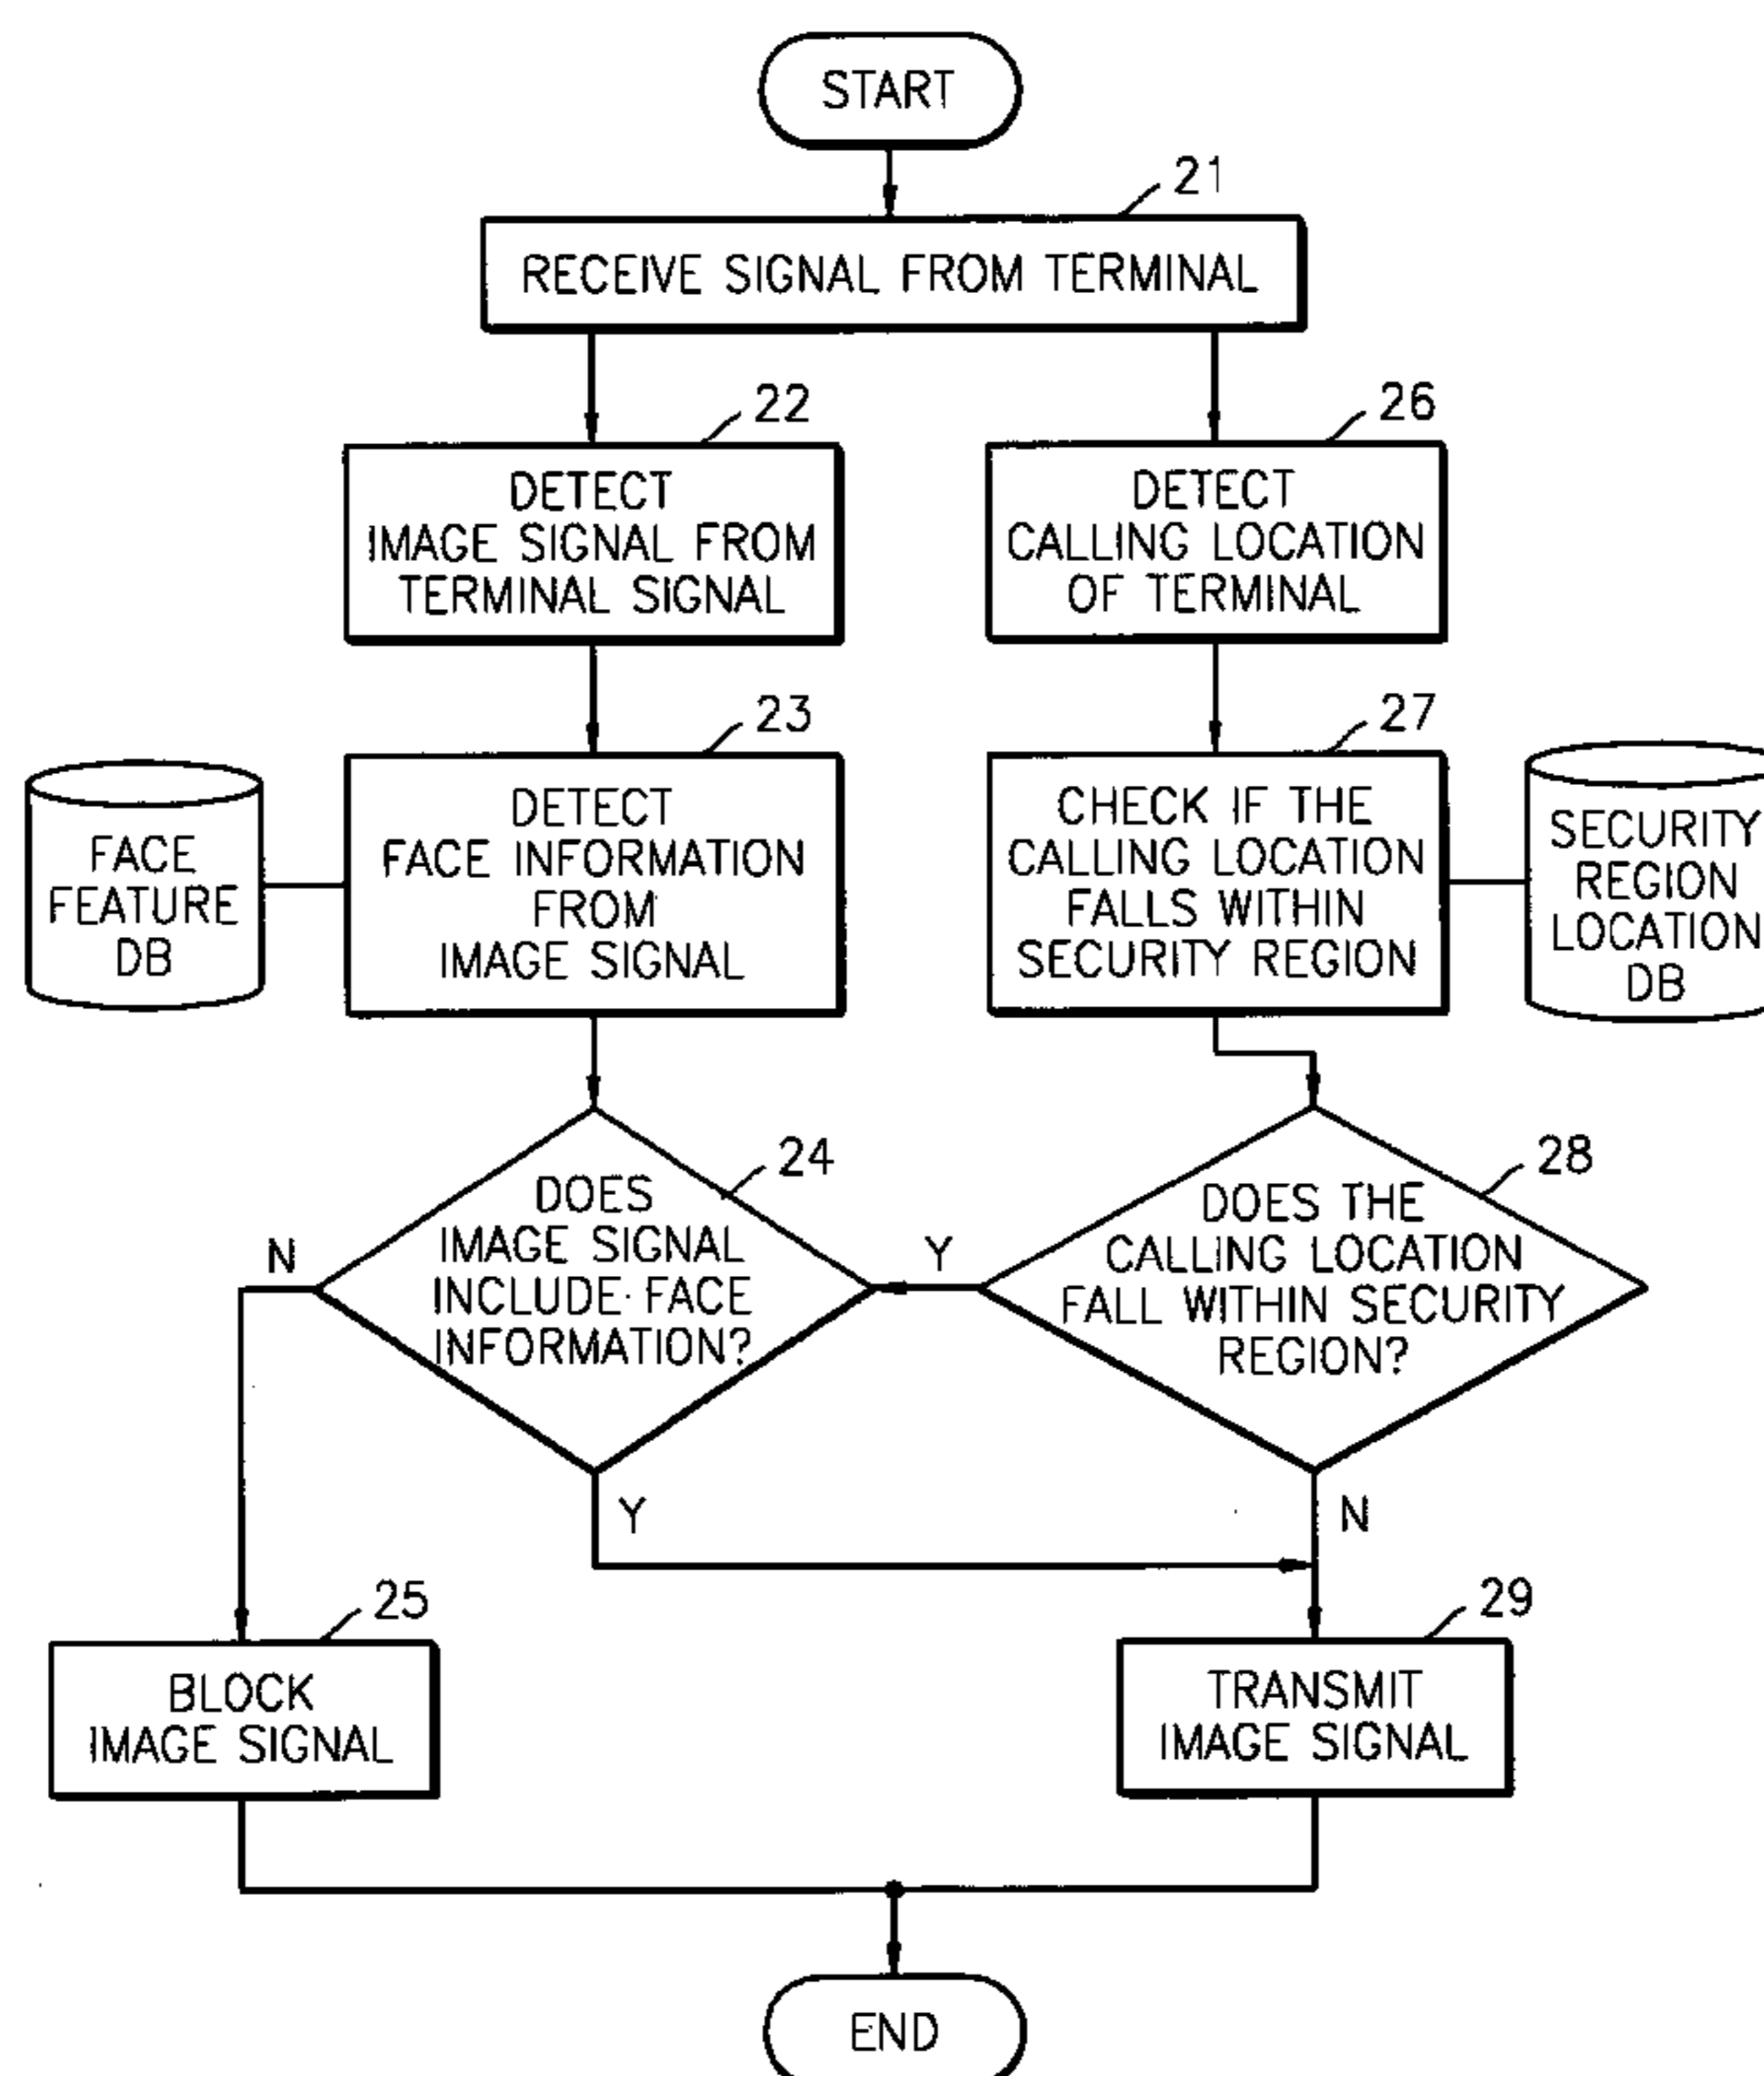 START
21
RECEIVE SIGNAL FROM TERMINAL
22
DETECT
IMAGE SIGNAL FROM
TERMINAL SIGNAL
26
DETECT
CALLING LOCATION
OF TERMINAL
23
DETECT
FACE INFORMATION
FROM
IMAGE SIGNAL
FACE
FEATURE
DB
27
CHECK IF THE
CALLING LOCATION
FALLS WITHIN
SECURITY REGION
SECURITY
REGION
LOCATION
DB
24
DOES
IMAGE SIGNAL
INCLUDE FACE
INFORMATION?
N
Y
28
DOES THE
CALLING LOCATION
FALL WITHIN SECURITY
REGION?
Y
N
25
BLOCK
IMAGE SIGNAL
29
TRANSMIT
IMAGE SIGNAL
END